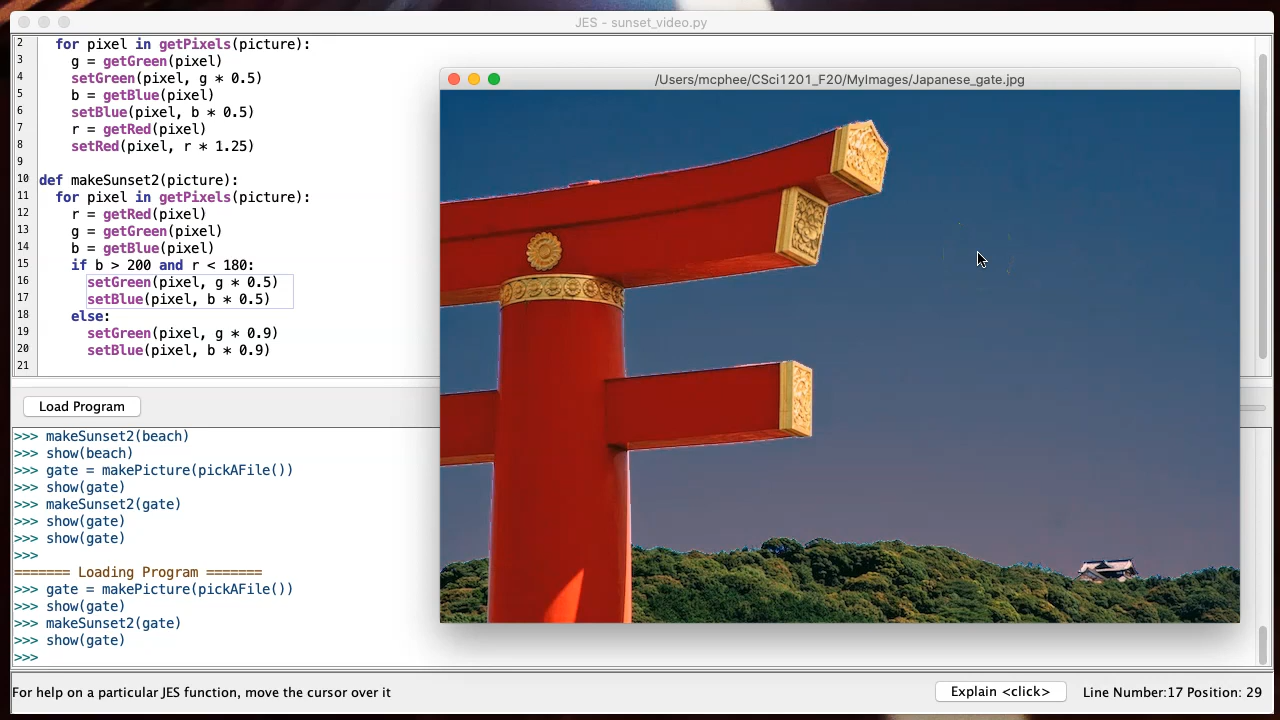 JES - sunset_video.py
2 for pixel in getPixels(picture):
3 g = getGreen(pixel)
4 setGreen(pixel, g * 0.5)
5 b = getBlue(pixel)
6 setBlue(pixel, b * 0.5)
7 r = getRed(pixel)
8 setRed(pixel, r * 1.25)
9
10 def makeSunset2(picture):
11 for pixel in getPixels(picture):
12 r = getRed(pixel)
13 g = getGreen(pixel)
14 b = getBlue(pixel)
15 if b > 200 and r < 180:
16 setGreen(pixel, g * 0.5)
17 setBlue(pixel, b * 0.5)
18 else:
19 setGreen(pixel, g * 0.9)
20 setBlue(pixel, b * 0.9)
21
/Users/mcphee/CSci1201_F20/MyImages/Japanese_gate.jpg
Load Program
>>> makeSunset2(beach)
>>> show(beach)
>>> gate = makePicture(pickAFile())
>>> show(gate)
>>> makeSunset2(gate)
>>> show(gate)
>>> show(gate)
>>>
======= Loading Program =======
>>> gate = makePicture(pickAFile())
>>> show(gate)
>>> makeSunset2(gate)
>>> show(gate)
>>>
For help on a particular JES function, move the cursor over it
Explain <click>
Line Number:17 Position: 29